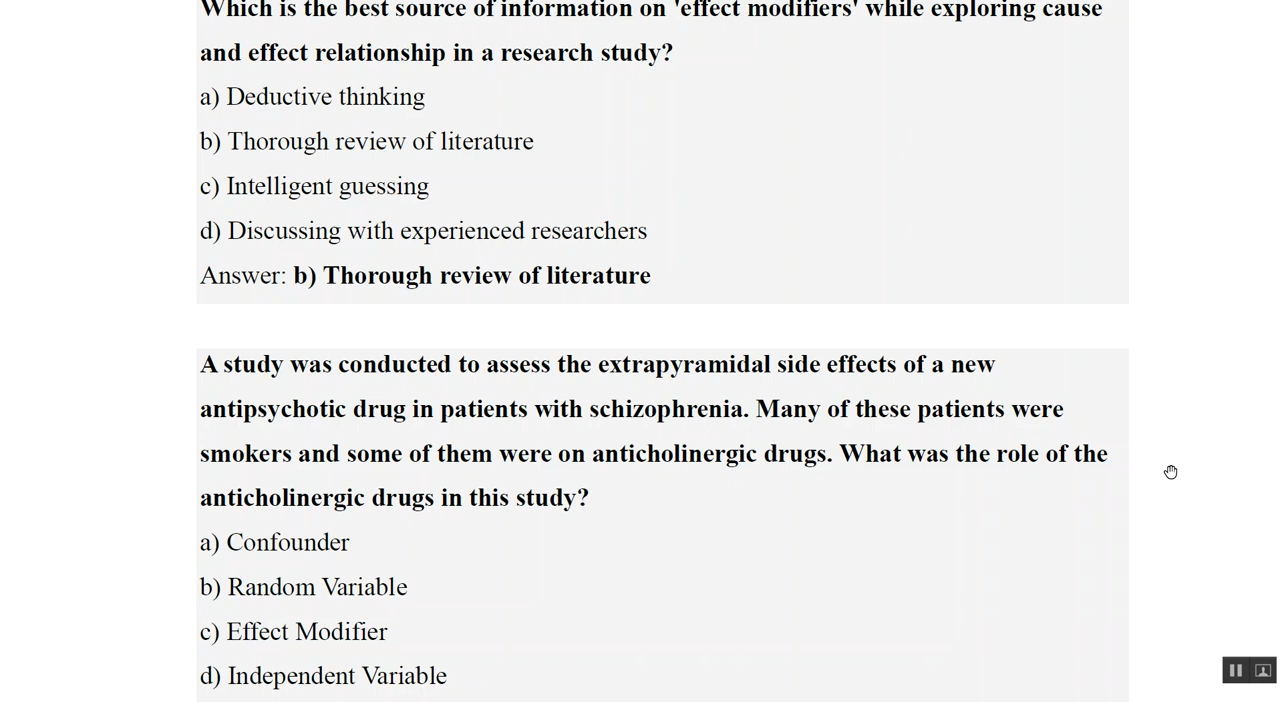 Which is the best source of information on 'effect modifiers' while exploring cause
and effect relationship in a research study?
a) Deductive thinking
b) Thorough review of literature
c) Intelligent guessing
d) Discussing with experienced researchers
Answer: b) Thorough review of literature
A study was conducted to assess the extrapyramidal side effects of a new
antipsychotic drug in patients with schizophrenia. Many of these patients were
smokers and some of them were on anticholinergic drugs. What was the role of the
anticholinergic drugs in this study?
a) Confounder
b) Random Variable
c) Effect Modifier
d) Independent Variable